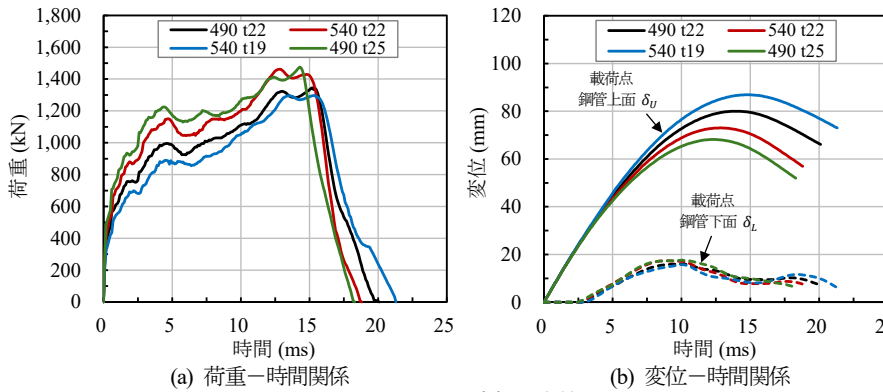 1,800
1,600
1,400
1,200
1,000
800
600
400
200
0
荷重 (kN)
490 t22 540 t22
540 t19 490 t25
0 5 10 15 20 25
時間 (ms)
(a) 荷重－時間関係
120
100
80
60
40
20
0
変位 (mm)
490 t22 540 t22
540 t19 490 t25
載荷点
鋼管上面 δU
載荷点
鋼管下面 δL
0 5 10 15 20 25
時間 (ms)
(b) 変位－時間関係